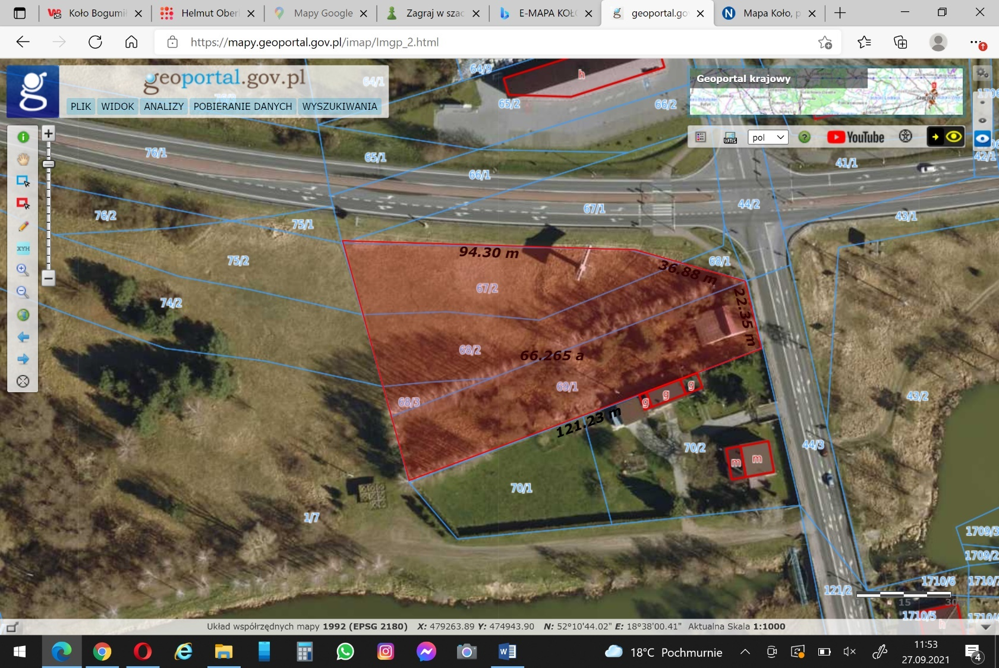 Koło Bogumił
Helmut Ober
Mapy Google
Zagraj w szac
E-MAPA KOŁO
geoportal.go
Mapa Koło, p
https://mapy.geoportal.gov.pl/imap/Imgp_2.html
geoportal.gov.pl
PLIK WIDOK ANALIZY POBIERANIE DANYCH WYSZUKIWANIA
Geoportal krajowy
pol
YouTube
XYH
64/9
64/1
h
65/2
66/2
76/1
65/1
66/1
41/1
42/1
67/1
44/2
43/1
76/2
75/1
75/2
94.30 m
68/1
36.88 m
67/2
74/2
22.35 m
68/2
66.265 a
69/1
68/3
g
g
g
43/2
121.23 m
70/2
44/3
m
m
70/1
1/7
1709/3
1709/2
1710/6
121/2
15
30
1710/5
h
Układ współrzędnych mapy 1992 (EPSG 2180) X: 479263.89 Y: 474943.90 N: 52°10'44.02" E: 18°38'00.41" Aktualna Skala 1:1000
18°C Pochmurnie
11:53
27.09.2021
4